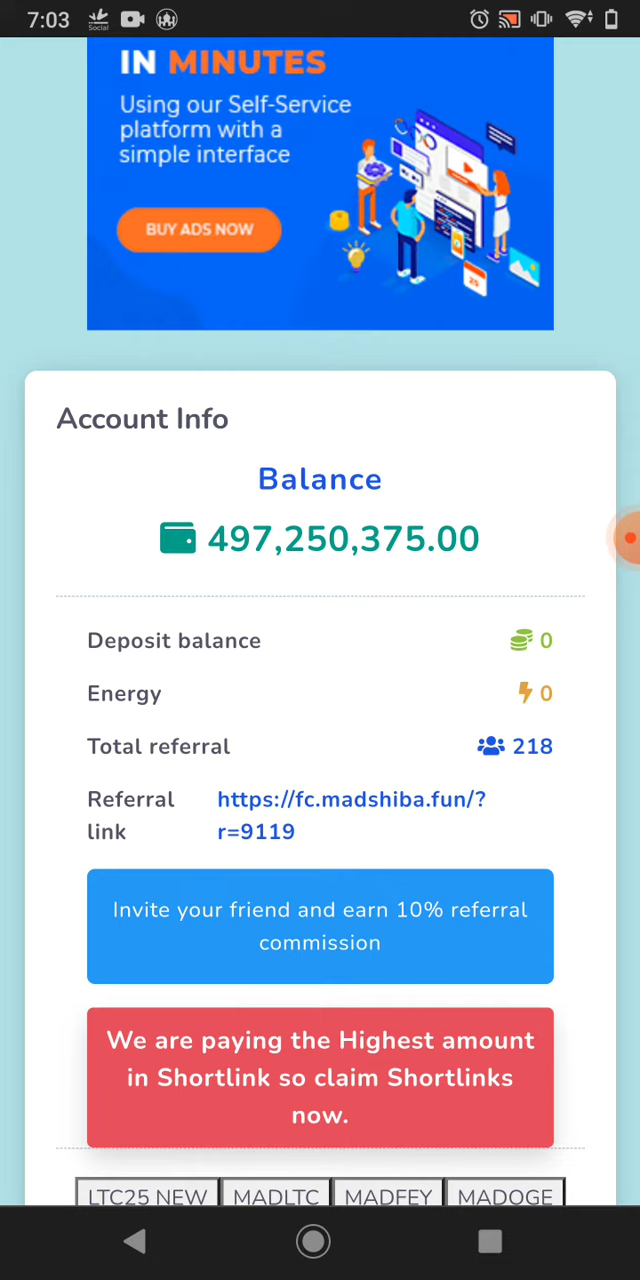 7:03
Social
IN MINUTES
Using our Self-Service
platform with a
simple interface
BUY ADS NOW
Account Info
Balance
497,250,375.00
Deposit balance 0
Energy 0
Total referral 218
Referral https://fc.madshiba.fun/?
link r=9119
Invite your friend and earn 10% referral
commission
We are paying the Highest amount
in Shortlink so claim Shortlinks
now.
LTC25 NEW MADLTC MADFEY MADOGE